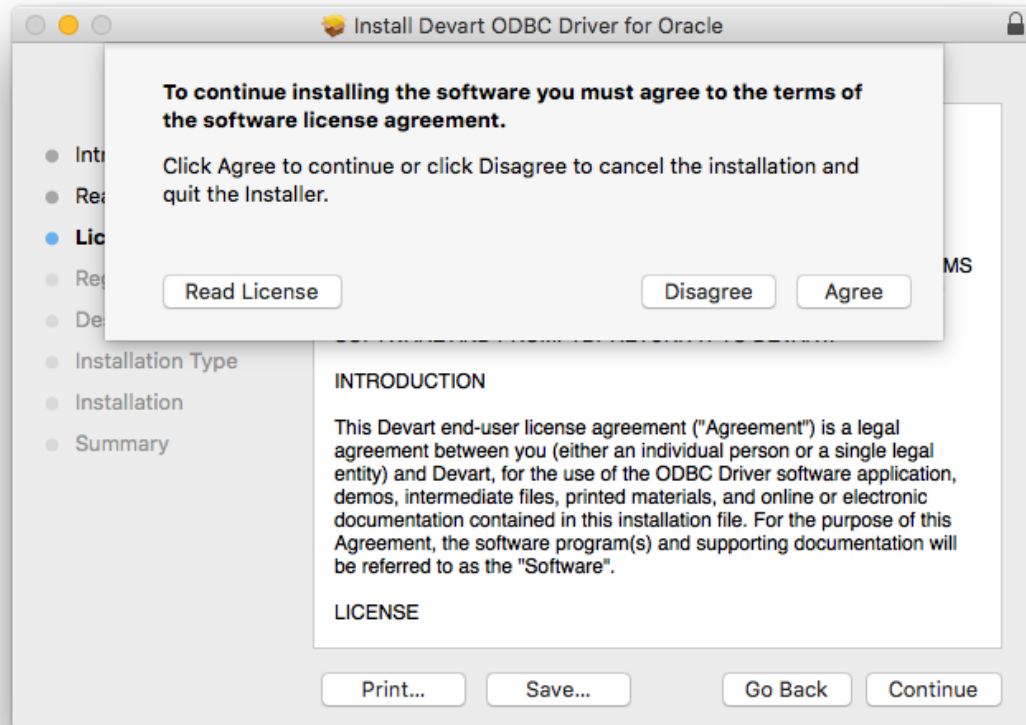 Install Devart ODBC Driver for Oracle
To continue installing the software you must agree to the terms of
the software license agreement.
Click Agree to continue or click Disagree to cancel the installation and
quit the Installer.
Read License
Disagree
Agree
Lic
Installation Type
Installation
Summary
MS
INTRODUCTION
This Devart end-user license agreement ("Agreement") is a legal
agreement between you (either an individual person or a single legal
entity) and Devart, for the use of the ODBC Driver software application,
demos, intermediate files, printed materials, and online or electronic
documentation contained in this installation file. For the purpose of this
Agreement, the software program(s) and supporting documentation will
be referred to as the "Software".
LICENSE
Print...
Save...
Go Back
Continue